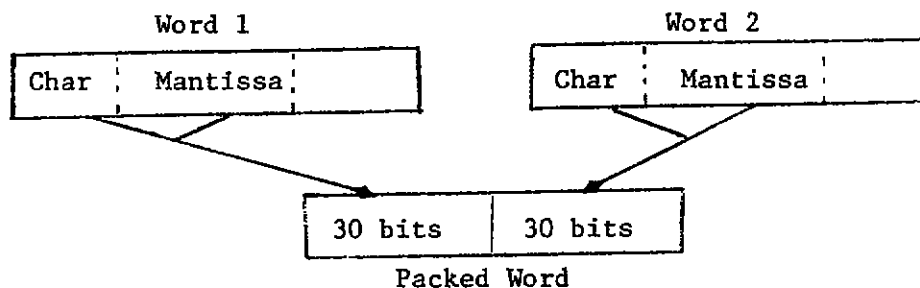 Word 1 Word 2
Char Mantissa Char Mantissa
30 bits 30 bits
Packed Word